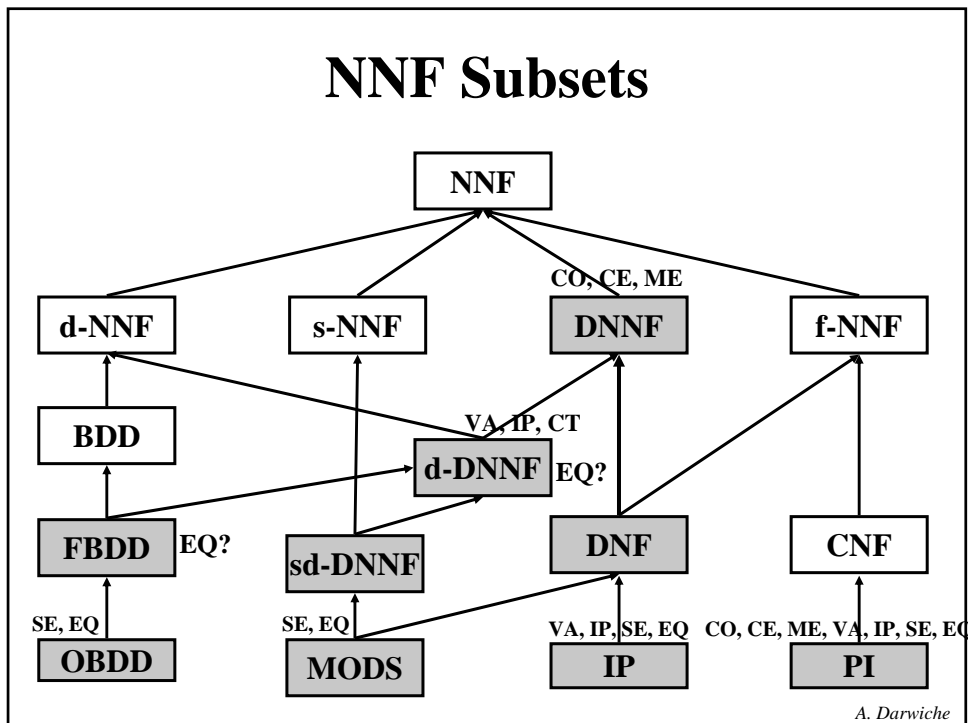 NNF Subsets
NNF
CO, CE, ME
d-NNF
s-NNF
DNNF
f-NNF
BDD
VA, IP, CT
d-DNNF
EQ?
FBDD
EQ?
sd-DNNF
DNF
CNF
SE, EQ
SE, EQ
VA, IP, SE, EQ
CO, CE, ME, VA, IP, SE, EQ
OBDD
MODS
IP
PI
A. Darwiche